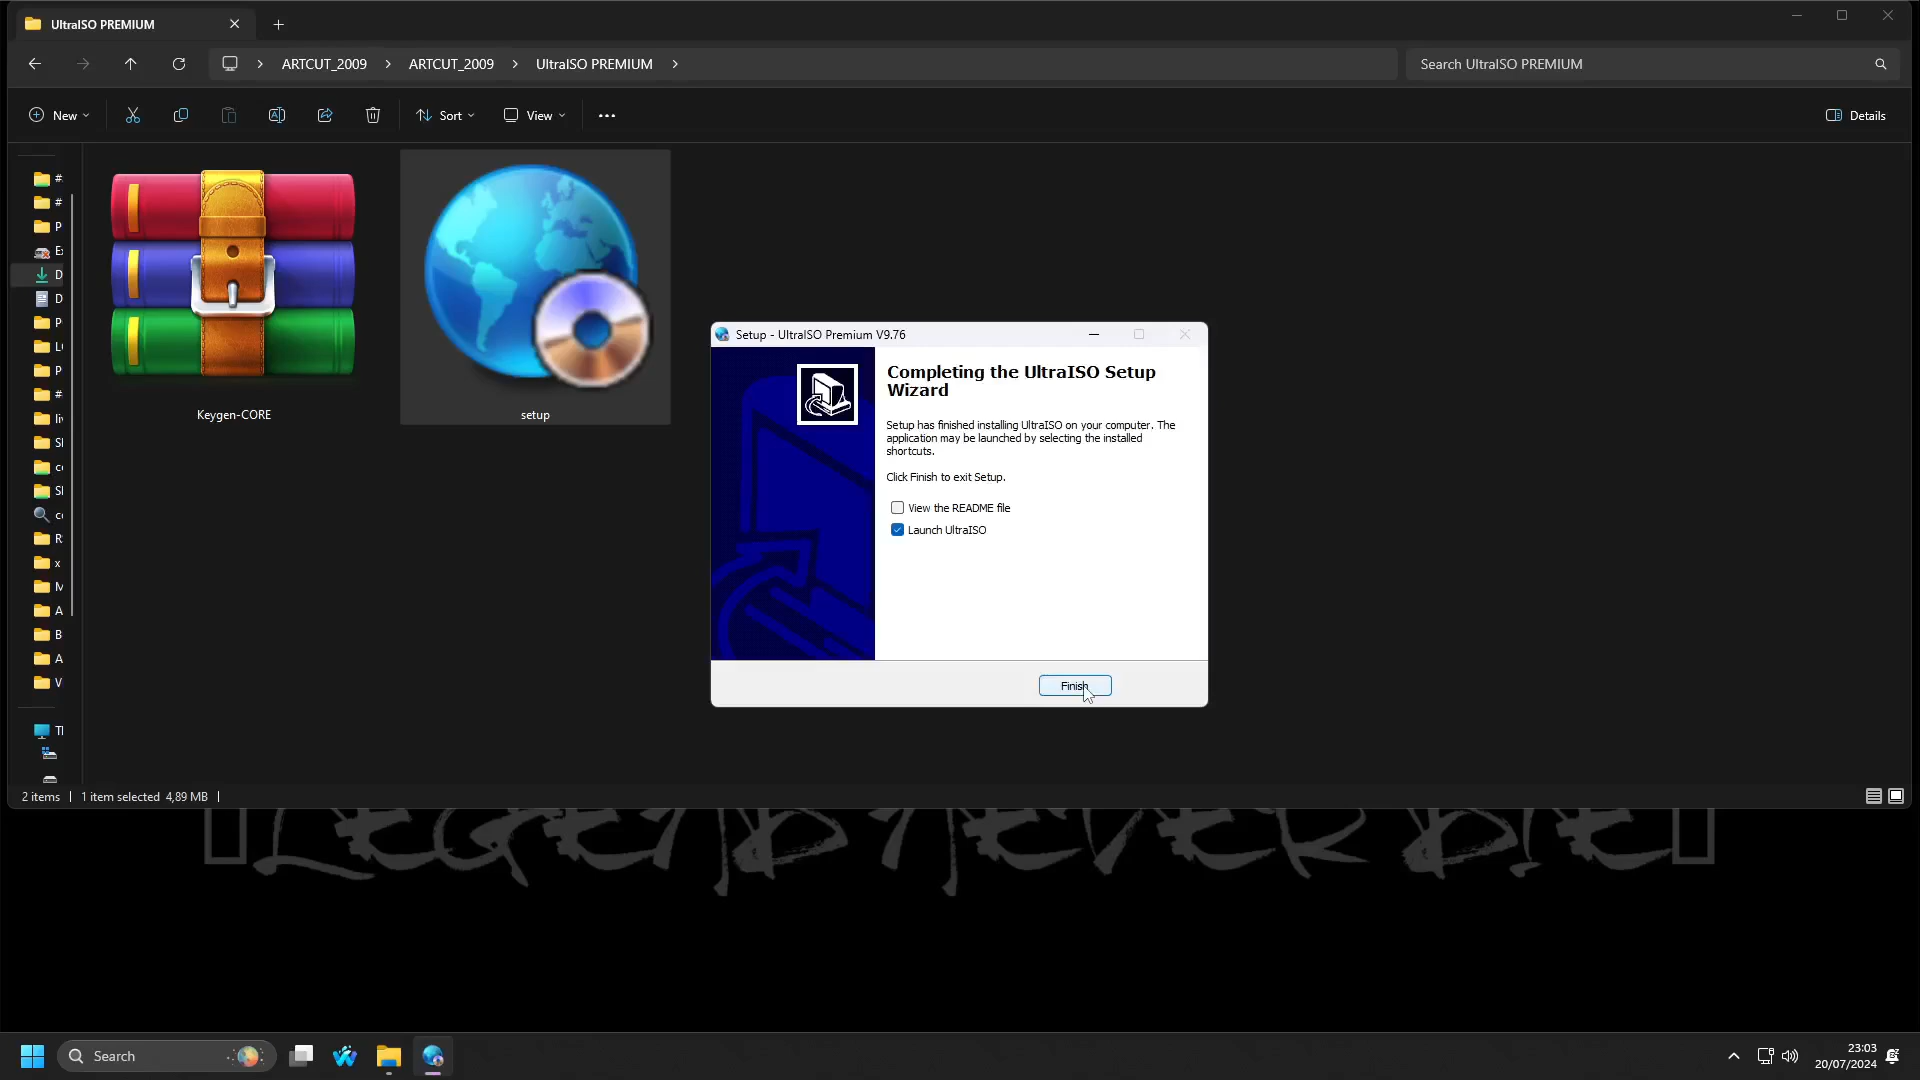 UltraISO PREMIUM
ARTCUT_2009 > ARTCUT_2009 > UltraISO PREMIUM >
Search UltraISO PREMIUM
New
Sort
View
Details
#
#
P
E
D
D
P
L
P
#
li
S
c
S
c
R
x
M
A
B
A
V
T
Keygen-CORE
setup
Setup - UltraISO Premium V9.76
Completing the UltraISO Setup
Wizard
Setup has finished installing UltraISO on your computer. The
application may be launched by selecting the installed
shortcuts.
Click Finish to exit Setup.
View the README file
Launch UltraISO
Finish
2 items | 1 item selected 4,89 MB |
Search
23:03
20/07/2024